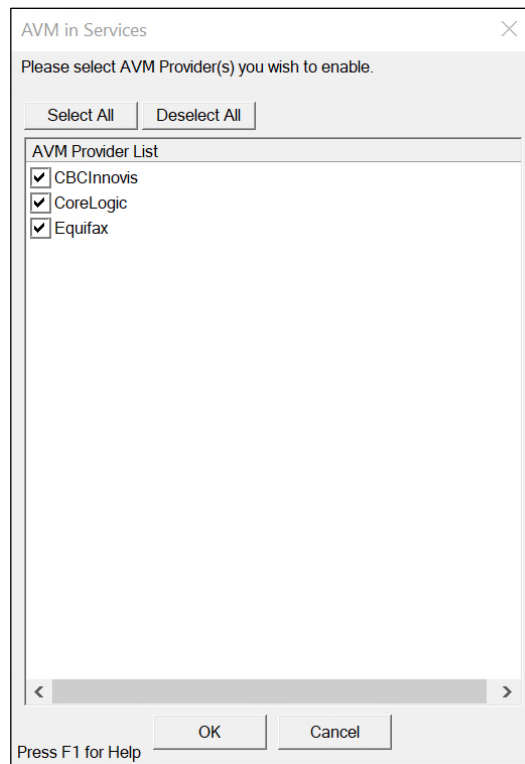 AVM in Services
Please select AVM Provider(s) you wish to enable.
Select All Deselect All
AVM Provider List
CBCInnovis
CoreLogic
Equifax
OK Cancel
Press F1 for Help